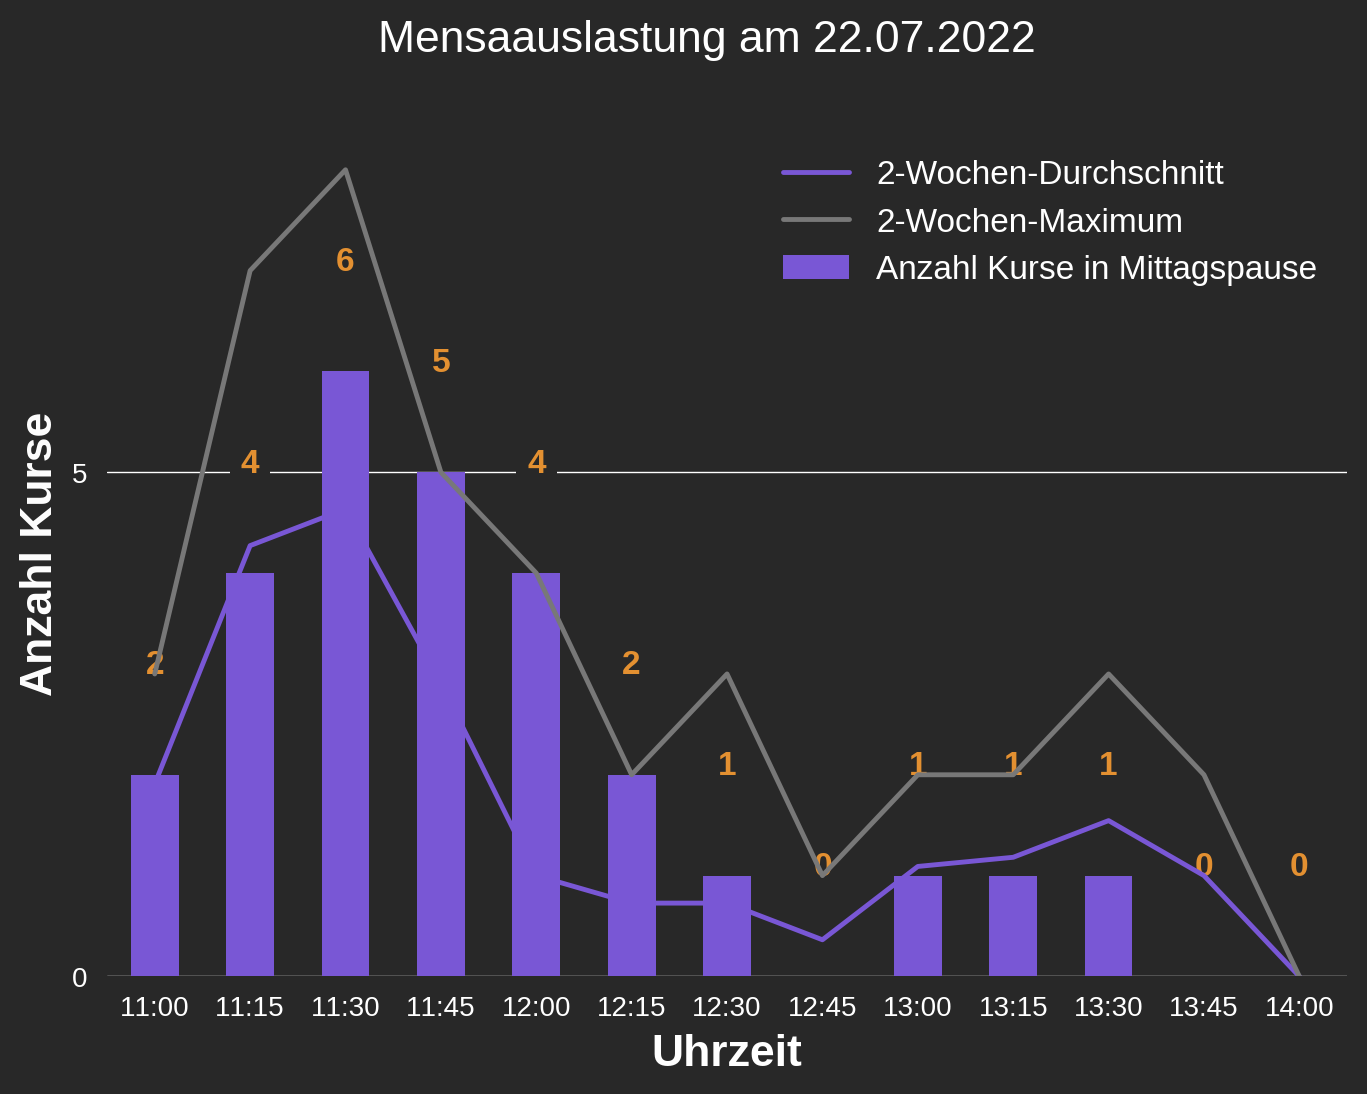 Mensaauslastung am 22.07.2022
2-Wochen-Durchschnitt
2-Wochen-Maximum
Anzahl Kurse in Mittagspause
6
5
4
4
5
Anzahl Kurse
2
2
1
1
1
1
0
0
0
0
11:00 11:15 11:30 11:45 12:00 12:15 12:30 12:45 13:00 13:15 13:30 13:45 14:00
Uhrzeit